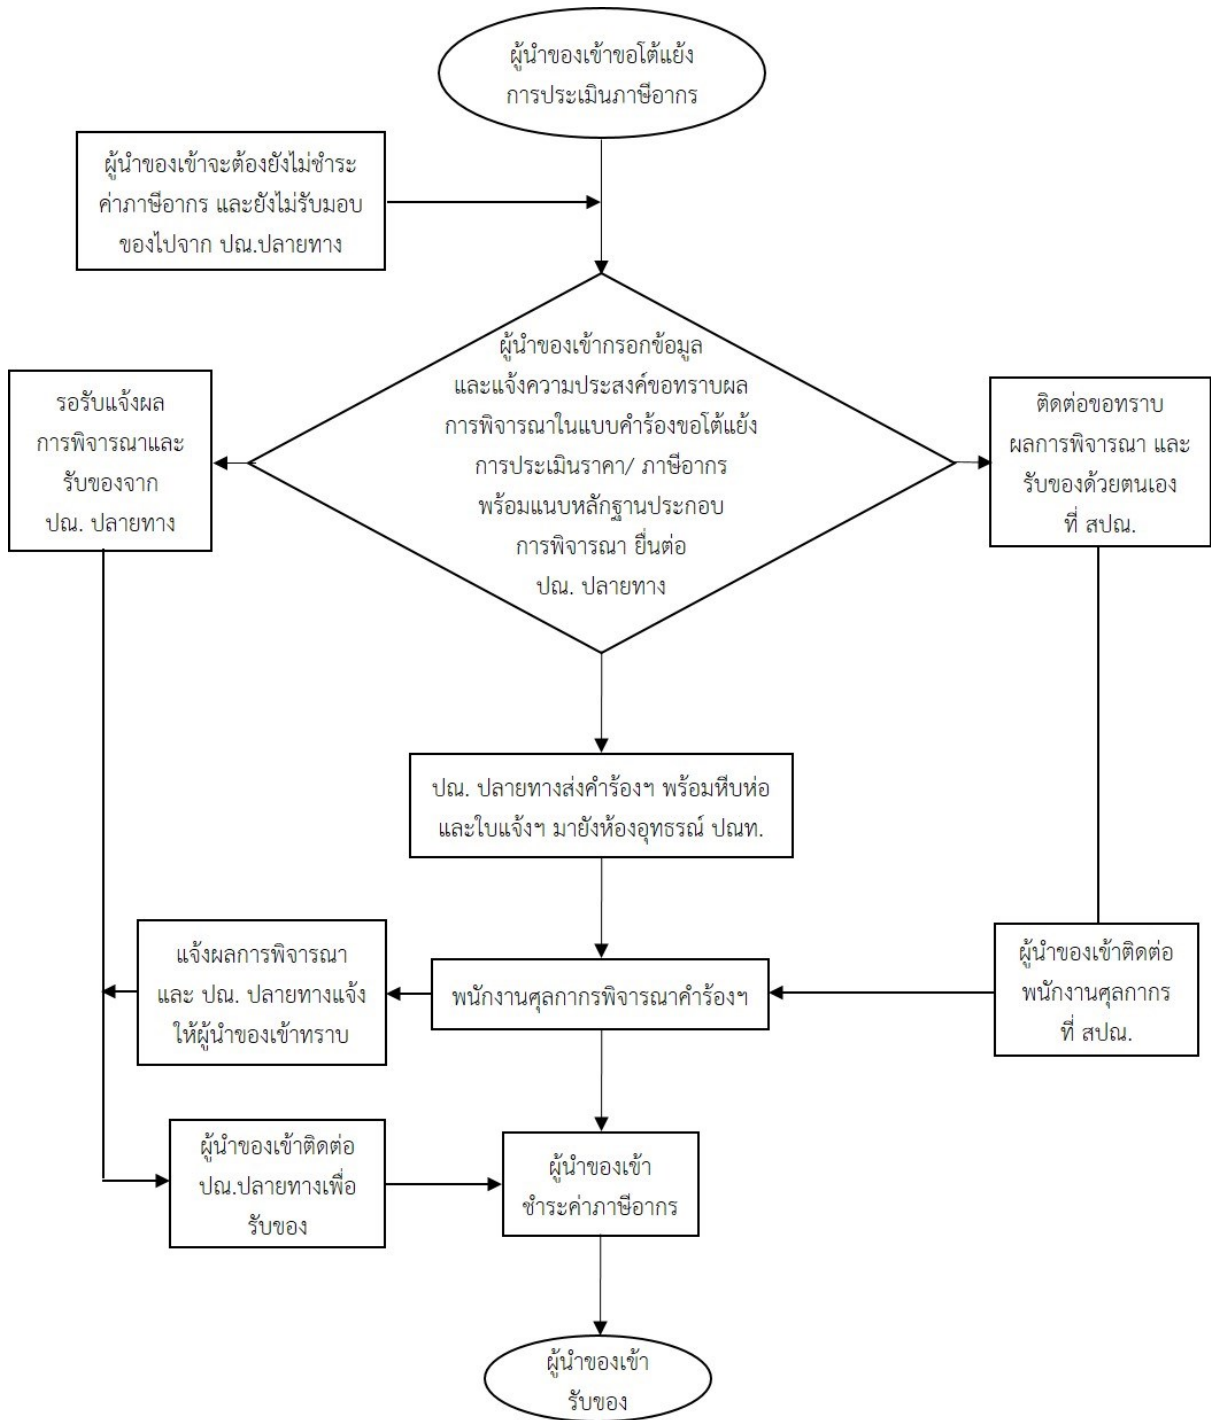 ผู้นำของเข้าขอโต้แย้ง
การประเมินภาษีอากร
ผู้นำของเข้าจะต้องยังไม่ชำระ
ค่าภาษีอากร และยังไม่รับมอบ
ของไปจาก ปณ.ปลายทาง
ผู้นำของเข้ากรอกข้อมูล
และแจ้งความประสงค์ขอทราบผล
การพิจารณาในแบบคำร้องขอโต้แย้ง
การประเมินราคา/ ภาษีอากร
พร้อมแนบหลักฐานประกอบ
การพิจารณา ยื่นต่อ
ปณ. ปลายทาง
รอรับแจ้งผล
การพิจารณาและ
รับของจาก
ปณ. ปลายทาง
ติดต่อขอทราบ
ผลการพิจารณา และ
รับของด้วยตนเอง
ที่ สปณ.
ปณ. ปลายทางส่งคำร้องฯ พร้อมหีบห่อ
และใบแจ้งฯ มายังห้องอุทธรณ์ ปณท.
แจ้งผลการพิจารณา
และ ปณ. ปลายทางแจ้ง
ให้ผู้นำของเข้าทราบ
พนักงานศุลกากรพิจารณาคำร้องฯ
ผู้นำของเข้าติดต่อ
พนักงานศุลกากร
ที่ สปณ.
ผู้นำของเข้าติดต่อ
ปณ.ปลายทางเพื่อ
รับของ
ผู้นำของเข้า
ชำระค่าภาษีอากร
ผู้นำของเข้า
รับของ